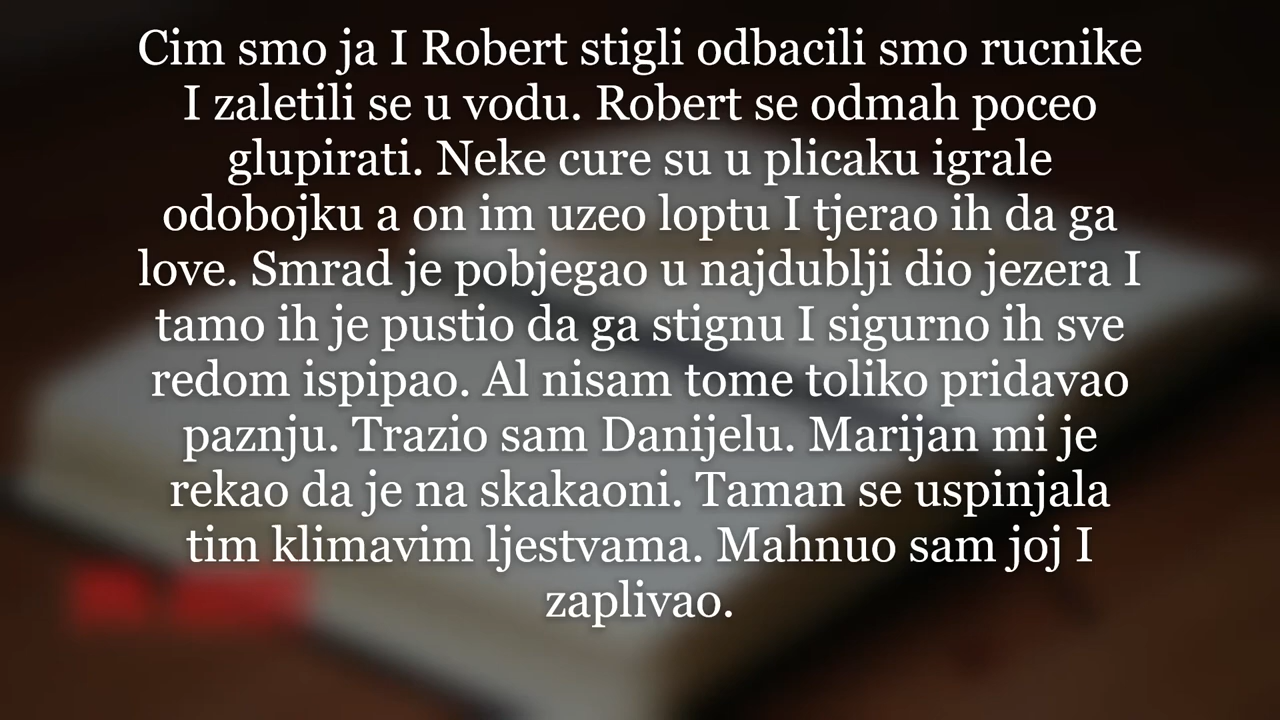 Cim smo ja I Robert stigli odbacili smo rucnike
I zaletili se u vodu. Robert se odmah poceo
glupirati. Neke cure su u plicaku igrale
odobojku a on im uzeo loptu I tjerao ih da ga
love. Smrad je pobjegao u najdublji dio jezera I
tamo ih je pustio da ga stignu I sigurno ih sve
redom ispipao. Al nisam tome toliko pridavao
paznju. Trazio sam Danijelu. Marijan mi je
rekao da je na skakaoni. Taman se uspinjala
tim klimavim ljestvama. Mahnuo sam joj I
zaplivao.